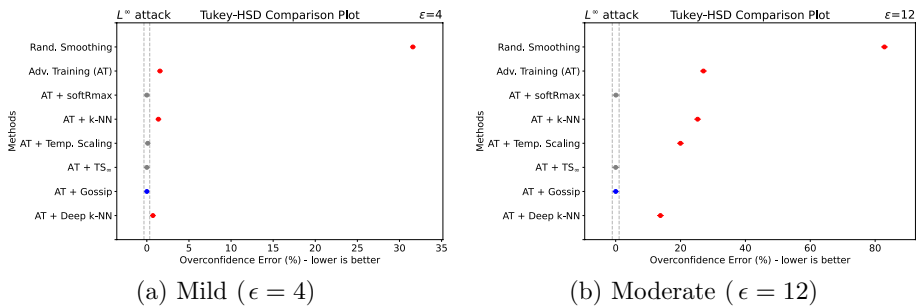 L∞ attack Tukey-HSD Comparison Plot ε=4
Methods
Rand. Smoothing
Adv. Training (AT)
AT + softRmax
AT + k-NN
AT + Temp. Scaling
AT + TS∞
AT + Gossip
AT + Deep k-NN
0 5 10 15 20 25 30 35
Overconfidence Error (%) - lower is better
(a) Mild (ϵ = 4)
L∞ attack Tukey-HSD Comparison Plot ε=12
Methods
Rand. Smoothing
Adv. Training (AT)
AT + softRmax
AT + k-NN
AT + Temp. Scaling
AT + TS∞
AT + Gossip
AT + Deep k-NN
0 20 40 60 80
Overconfidence Error (%) - lower is better
(b) Moderate (ϵ = 12)